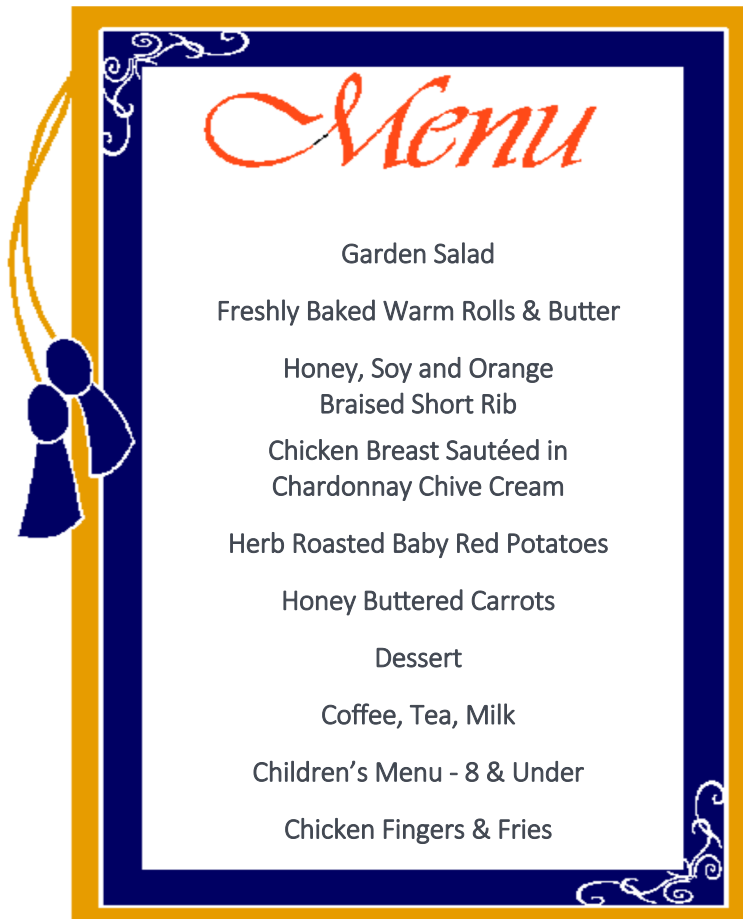 Menu
Garden Salad
Freshly Baked Warm Rolls & Butter
Honey, Soy and Orange
Braised Short Rib
Chicken Breast Sautéed in
Chardonnay Chive Cream
Herb Roasted Baby Red Potatoes
Honey Buttered Carrots
Dessert
Coffee, Tea, Milk
Children’s Menu - 8 & Under
Chicken Fingers & Fries